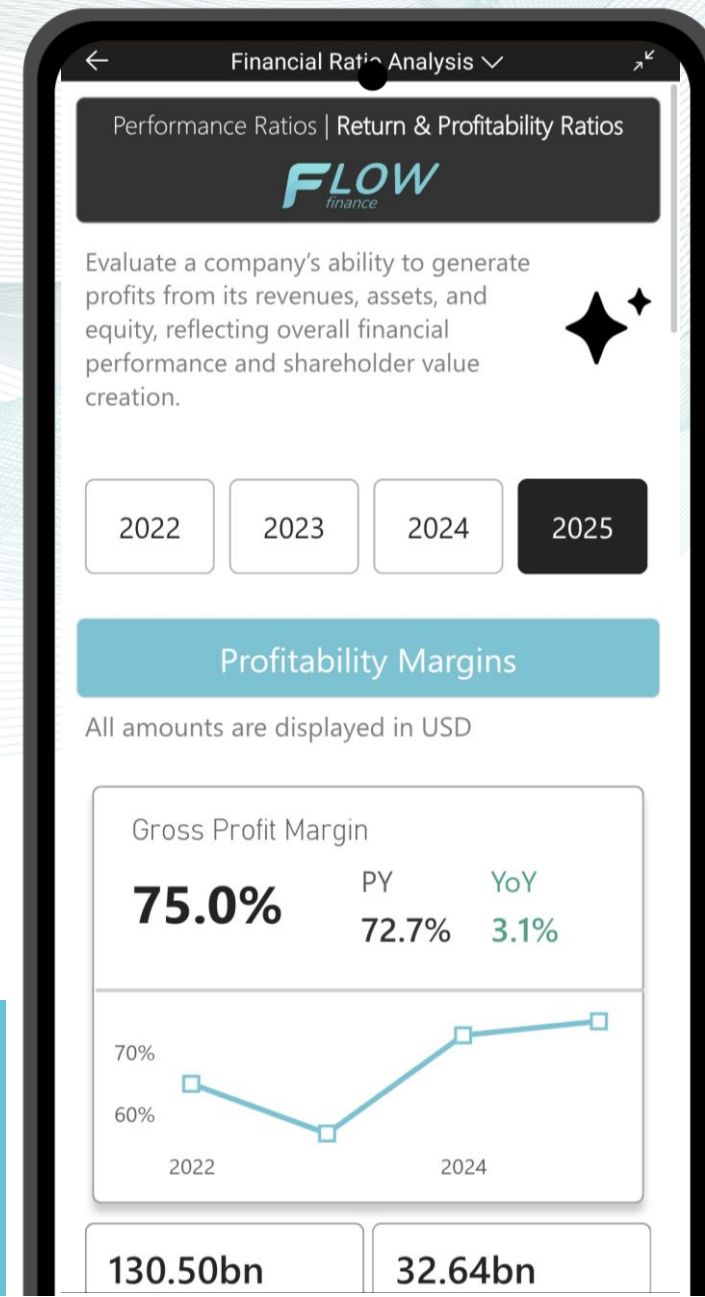 Financial Ratio Analysis
Performance Ratios | Return & Profitability Ratios
FLOW
finance
Evaluate a company's ability to generate
profits from its revenues, assets, and
equity, reflecting overall financial
performance and shareholder value
creation.
2022 2023 2024 2025
Profitability Margins
All amounts are displayed in USD
Gross Profit Margin
75.0% PY 72.7% YoY 3.1%
70%
60%
2022 2024
130.50bn 32.64bn